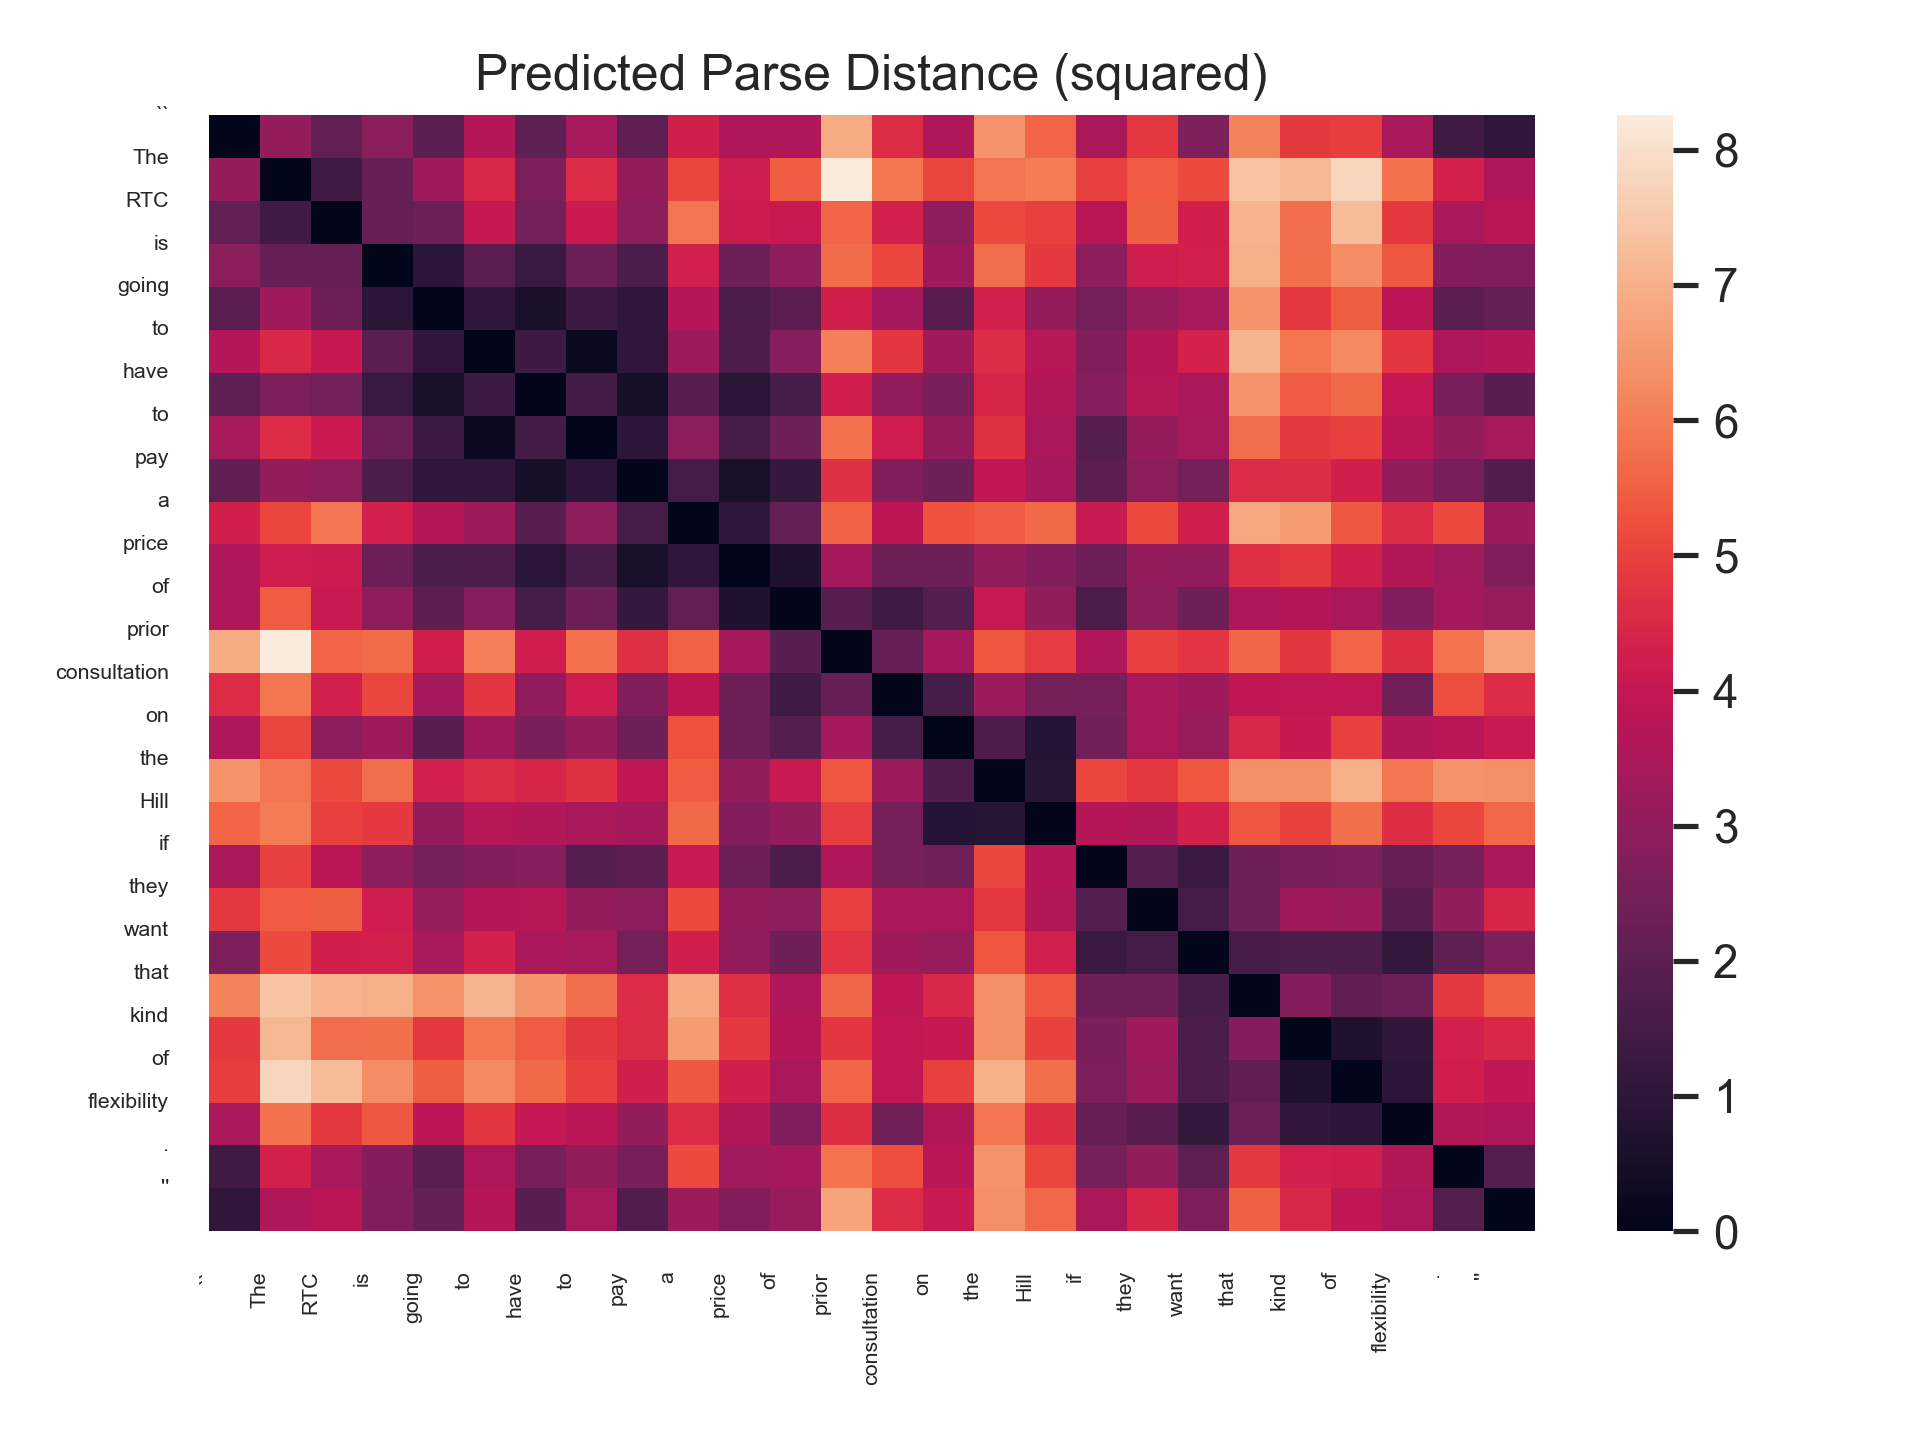 Predicted Parse Distance (squared)
``
The
RTC
is
going
to
have
to
pay
a
price
of
prior
consultation
on
the
Hill
if
they
want
that
kind
of
flexibility
.
''
8
7
6
5
4
3
2
1
0
``
The
RTC
is
going
to
have
to
pay
a
price
of
prior
consultation
on
the
Hill
if
they
want
that
kind
of
flexibility
.
''